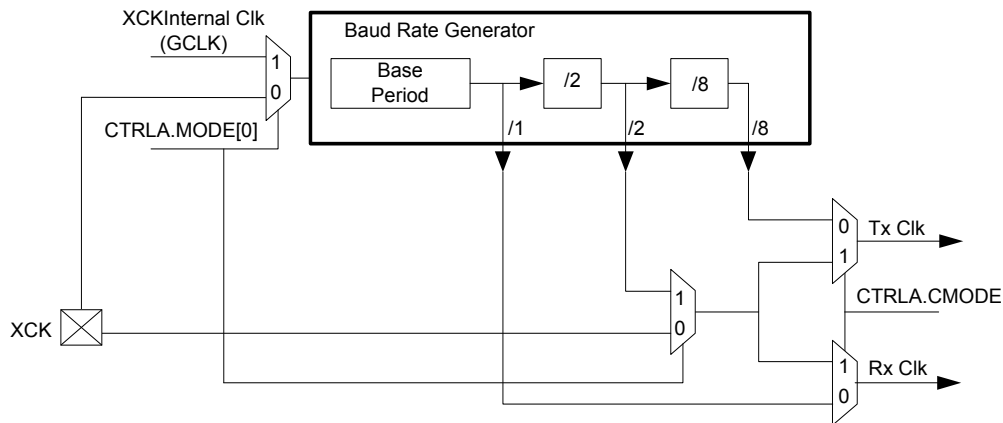 XCKInternal Clk
(GCLK)
Baud Rate Generator
1
0
Base
Period
/2
/8
CTRLA.MODE[0]
/1
/2
/8
0
1
Tx Clk
CTRLA.CMODE
1
0
XCK
1
0
Rx Clk